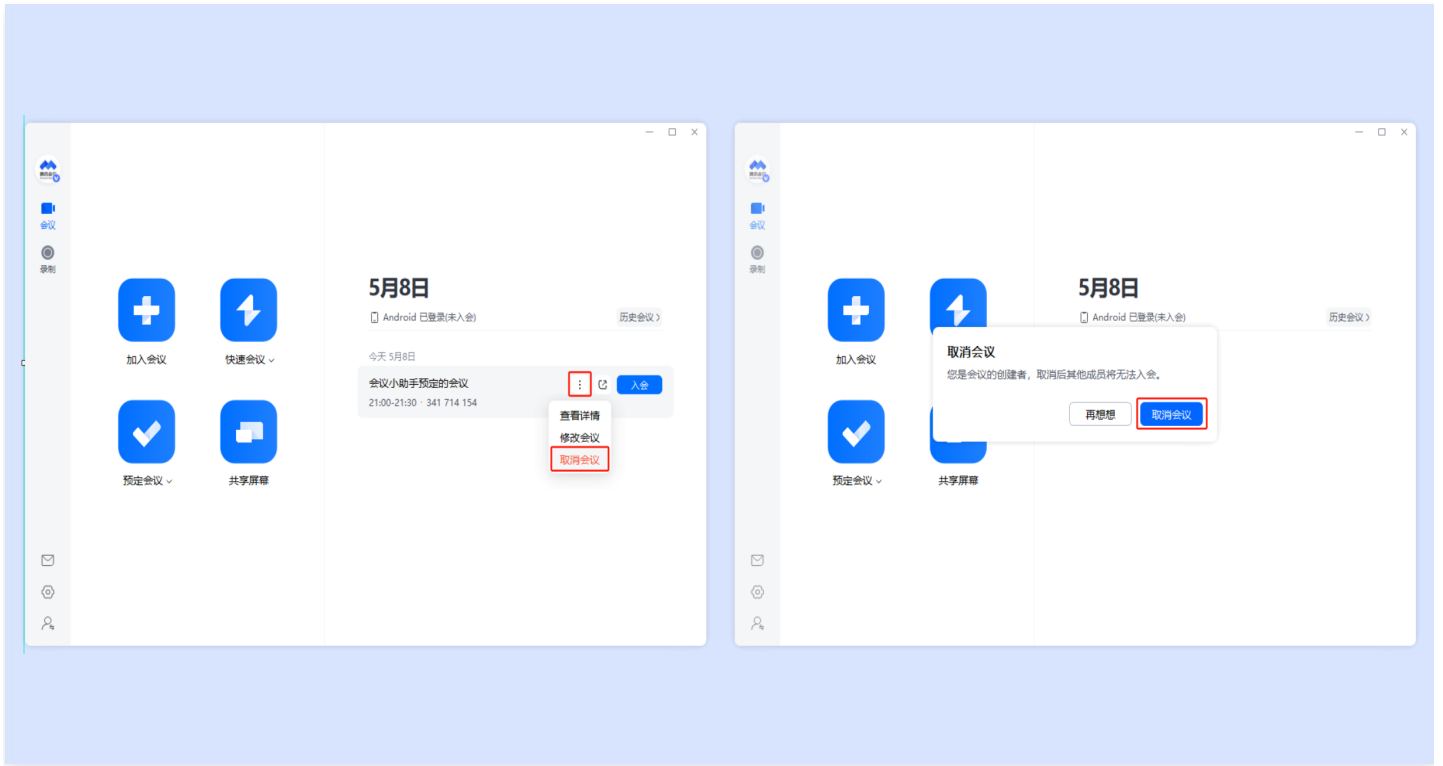 会议
录制
加入会议
快速会议
预定会议
共享屏幕
5月8日
Android 已登录(未入会)
历史会议
今天 5月8日
会议小助手预定的会议
入会
21:00-21:30 · 341 714 154
查看详情
修改会议
取消会议
会议
录制
加入会议
预定会议
共享屏幕
5月8日
Android 已登录(未入会)
历史会议
取消会议
您是会议的创建者，取消后其他成员将无法入会。
再想想
取消会议